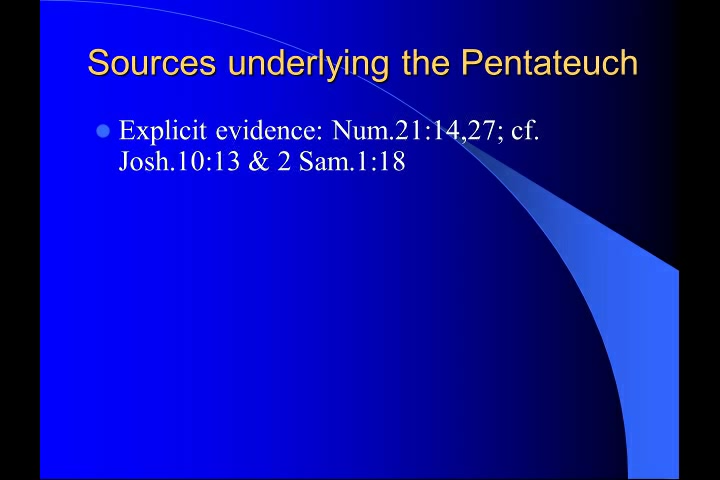 Sources underlying the Pentateuch
Explicit evidence: Num.21:14,27; cf.
Josh.10:13 & 2 Sam.1:18